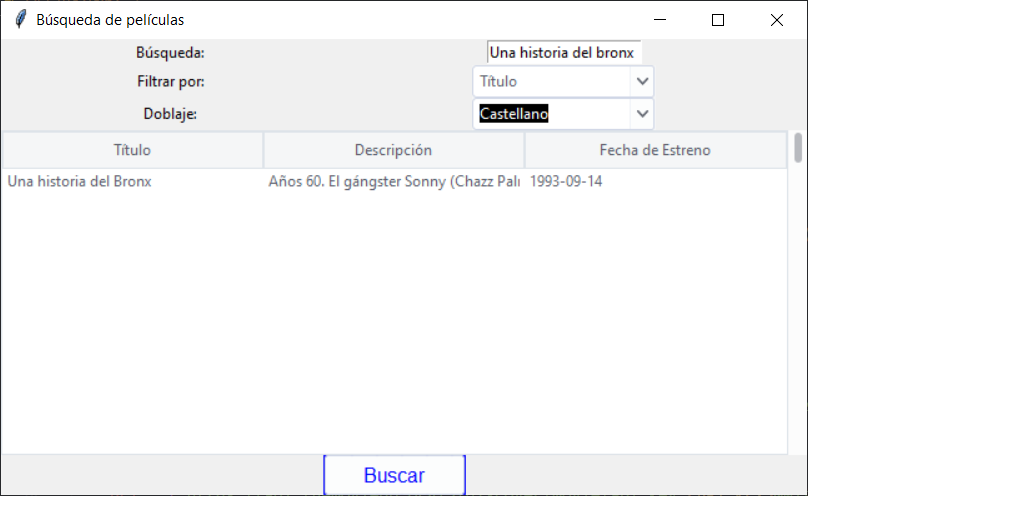 Búsqueda de películas
Búsqueda: Una historia del bronx
Filtrar por: Título
Doblaje: Castellano
Título Descripción Fecha de Estreno
Una historia del Bronx Años 60. El gángster Sonny (Chazz Pal 1993-09-14
Buscar